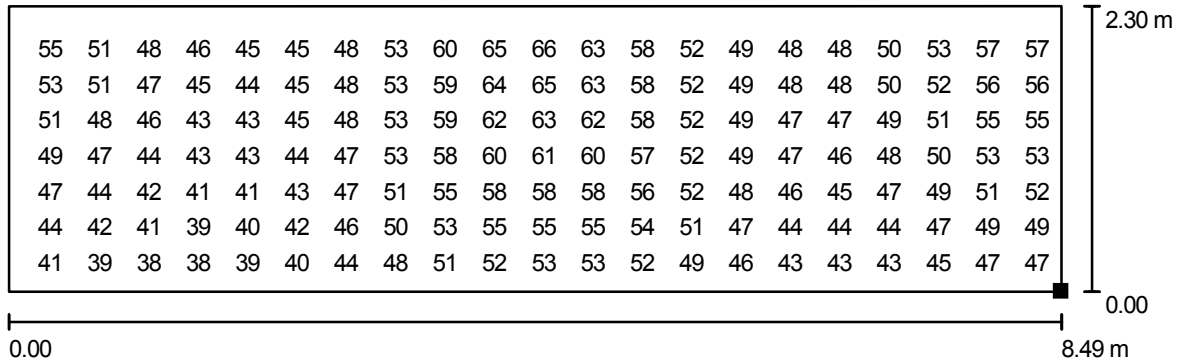 2.30 m
55 51 48 46 45 45 48 53 60 65 66 63 58 52 49 48 48 50 53 57 57
53 51 47 45 44 45 48 53 59 64 65 63 58 52 49 48 48 50 52 56 56
51 48 46 43 43 45 48 53 59 62 63 62 58 52 49 47 47 49 51 55 55
49 47 44 43 43 44 47 53 58 60 61 60 57 52 49 47 46 48 50 53 53
47 44 42 41 41 43 47 51 55 58 58 58 56 52 48 46 45 47 49 51 52
44 42 41 39 40 42 46 50 53 55 55 55 54 51 47 44 44 44 47 49 49
41 39 38 38 39 40 44 48 51 52 53 53 52 49 46 43 43 43 45 47 47
0.00
0.00 8.49 m